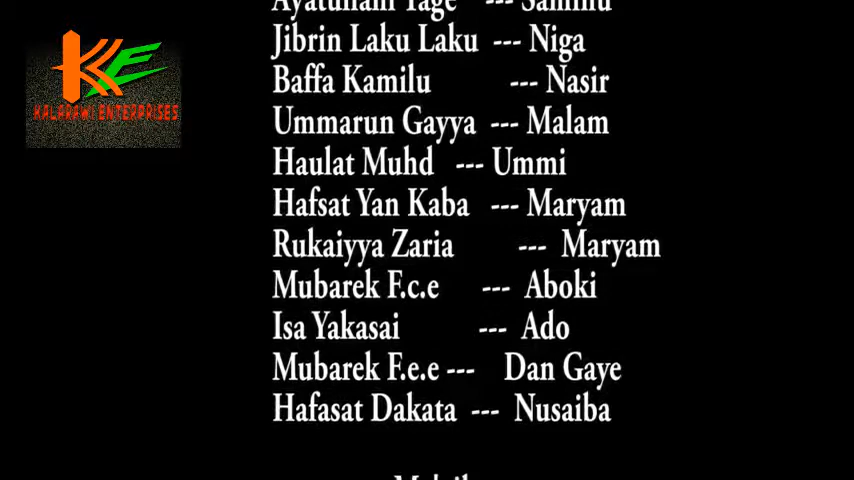 Jibrin Laku Laku --- Niga
Baffa Kamilu --- Nasir
Ummarun Gayya --- Malam
Haulat Muhd --- Ummi
Hafsat Yan Kaba --- Maryam
Rukaiyya Zaria --- Maryam
Mubarek F.c.e --- Aboki
Isa Yakasai --- Ado
Mubarek F.e.e --- Dan Gaye
Hafasat Dakata --- Nusaiba
KE
KALARAWI ENTERPRISES